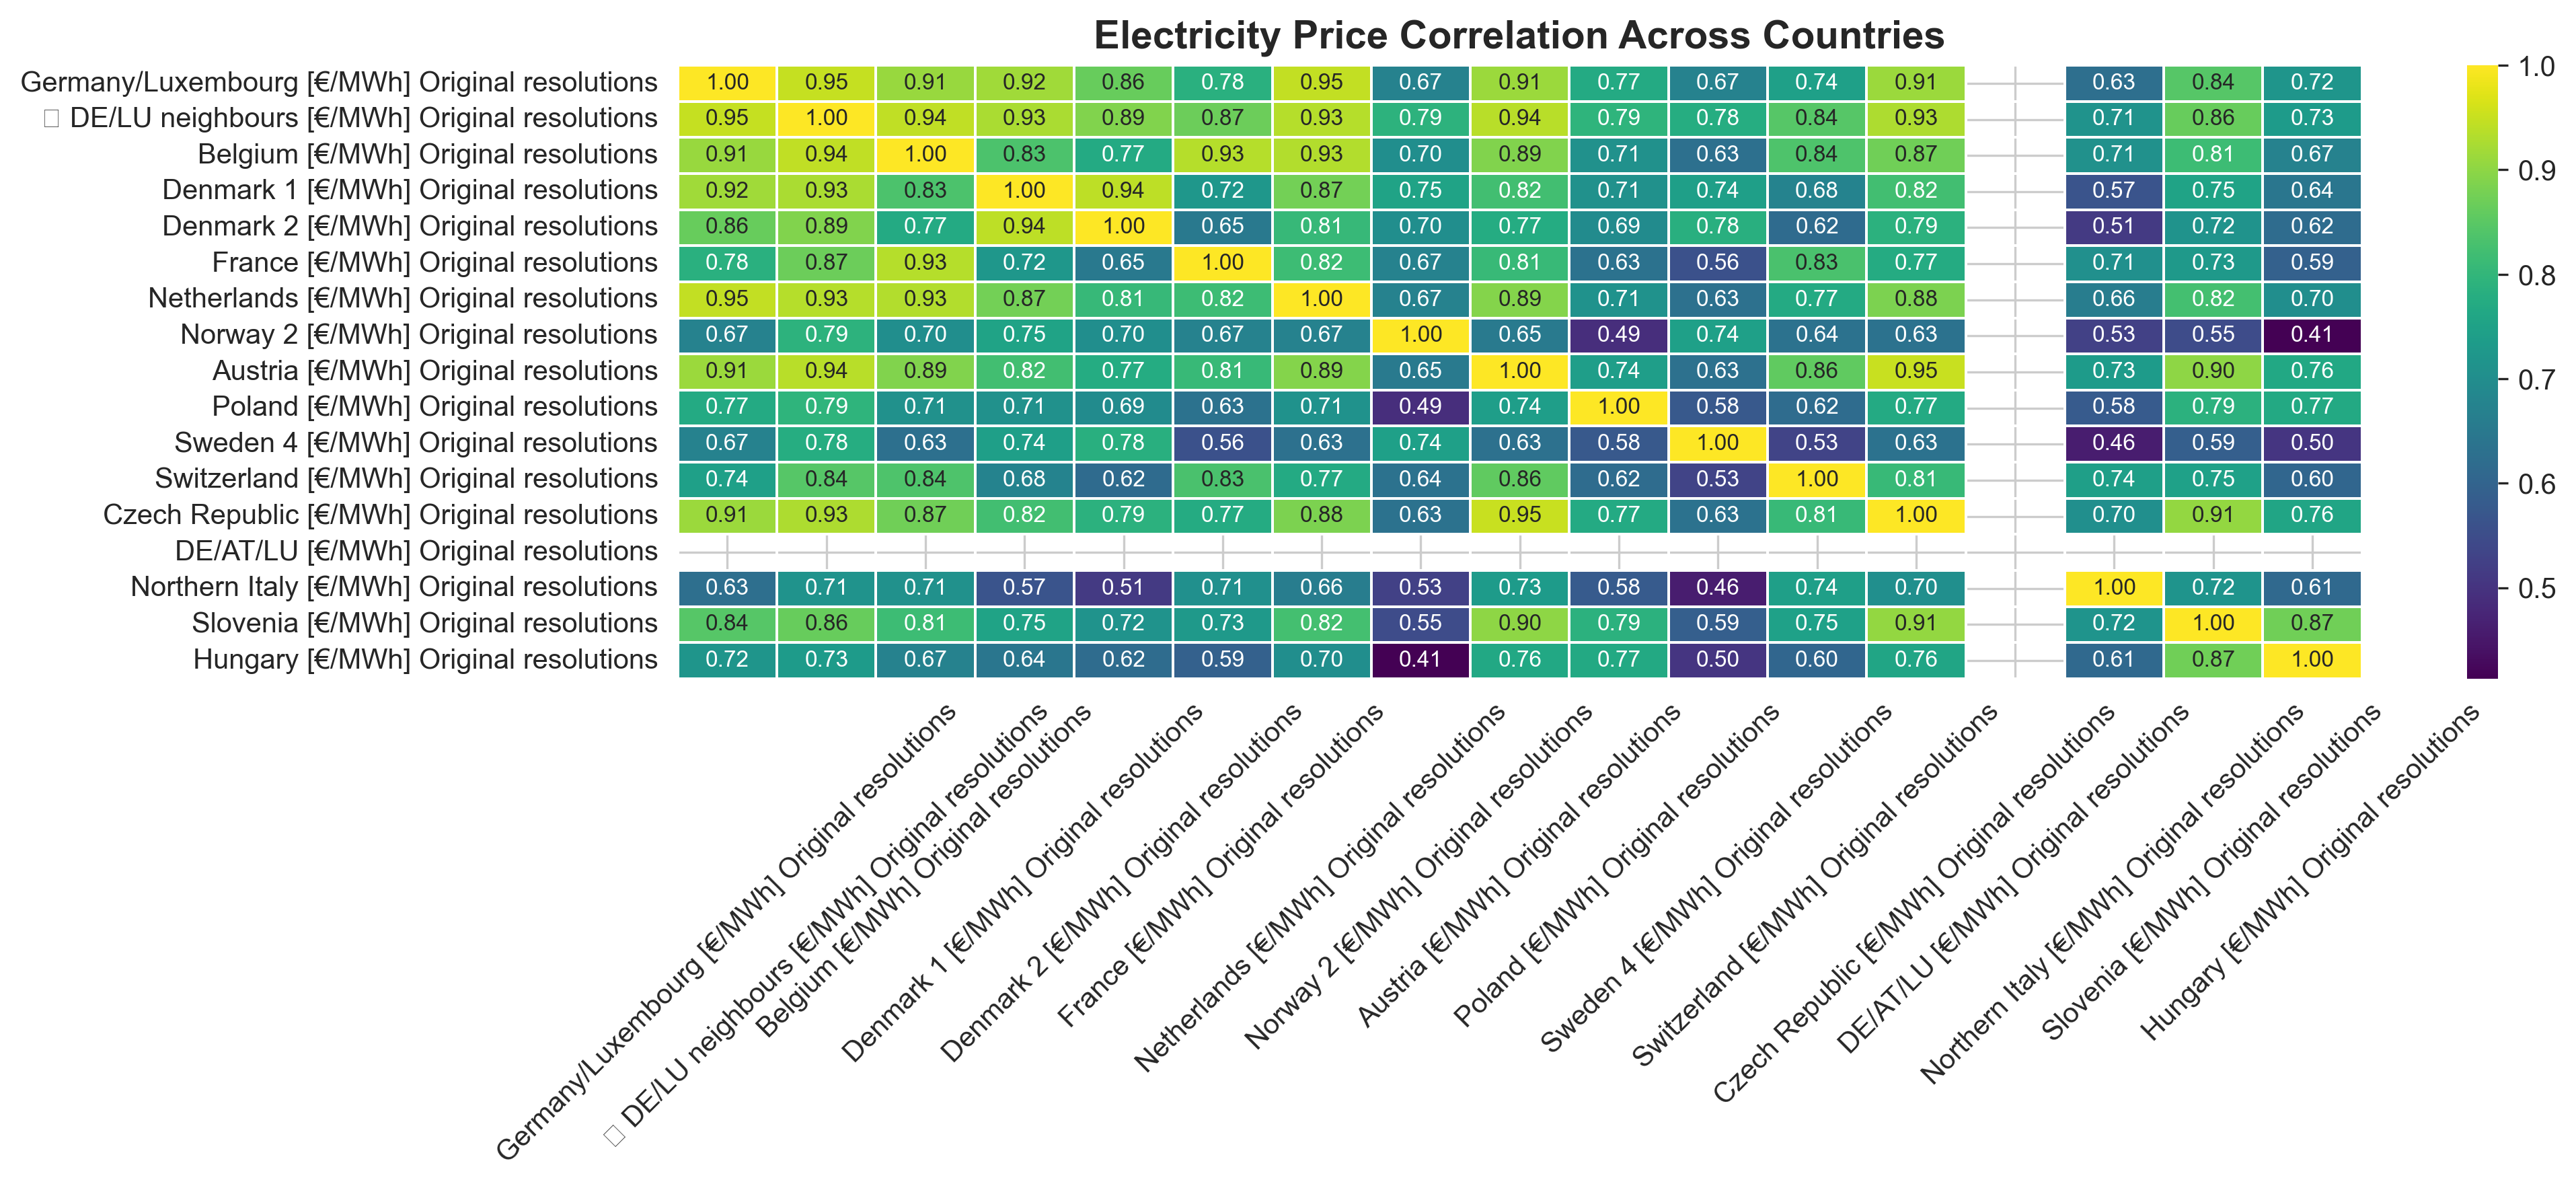 Electricity Price Correlation Across Countries
Germany/Luxembourg [€/MWh] Original resolutions 1.00 0.95 0.91 0.92 0.86 0.78 0.95 0.67 0.91 0.77 0.67 0.74 0.91 0.63 0.84 0.72
DE/LU neighbours [€/MWh] Original resolutions 0.95 1.00 0.94 0.93 0.89 0.87 0.93 0.79 0.94 0.79 0.78 0.84 0.93 0.71 0.86 0.73
Belgium [€/MWh] Original resolutions 0.91 0.94 1.00 0.83 0.77 0.93 0.93 0.70 0.89 0.71 0.63 0.84 0.87 0.71 0.81 0.67
Denmark 1 [€/MWh] Original resolutions 0.92 0.93 0.83 1.00 0.94 0.72 0.87 0.75 0.82 0.71 0.74 0.68 0.82 0.57 0.75 0.64
Denmark 2 [€/MWh] Original resolutions 0.86 0.89 0.77 0.94 1.00 0.65 0.81 0.70 0.77 0.69 0.78 0.62 0.79 0.51 0.72 0.62
France [€/MWh] Original resolutions 0.78 0.87 0.93 0.72 0.65 1.00 0.82 0.67 0.81 0.63 0.56 0.83 0.77 0.71 0.73 0.59
Netherlands [€/MWh] Original resolutions 0.95 0.93 0.93 0.87 0.81 0.82 1.00 0.67 0.89 0.71 0.63 0.77 0.88 0.66 0.82 0.70
Norway 2 [€/MWh] Original resolutions 0.67 0.79 0.70 0.75 0.70 0.67 0.67 1.00 0.65 0.49 0.74 0.64 0.63 0.53 0.55 0.41
Austria [€/MWh] Original resolutions 0.91 0.94 0.89 0.82 0.77 0.81 0.89 0.65 1.00 0.74 0.63 0.86 0.95 0.73 0.90 0.76
Poland [€/MWh] Original resolutions 0.77 0.79 0.71 0.71 0.69 0.63 0.71 0.49 0.74 1.00 0.58 0.62 0.77 0.58 0.79 0.77
Sweden 4 [€/MWh] Original resolutions 0.67 0.78 0.63 0.74 0.78 0.56 0.63 0.74 0.63 0.58 1.00 0.53 0.63 0.46 0.59 0.50
Switzerland [€/MWh] Original resolutions 0.74 0.84 0.84 0.68 0.62 0.83 0.77 0.64 0.86 0.62 0.53 1.00 0.81 0.74 0.75 0.60
Czech Republic [€/MWh] Original resolutions 0.91 0.93 0.87 0.82 0.79 0.77 0.88 0.63 0.95 0.77 0.63 0.81 1.00 0.70 0.91 0.76
DE/AT/LU [€/MWh] Original resolutions
Northern Italy [€/MWh] Original resolutions 0.63 0.71 0.71 0.57 0.51 0.71 0.66 0.53 0.73 0.58 0.46 0.74 0.70 1.00 0.72 0.61
Slovenia [€/MWh] Original resolutions 0.84 0.86 0.81 0.75 0.72 0.73 0.82 0.55 0.90 0.79 0.59 0.75 0.91 0.72 1.00 0.87
Hungary [€/MWh] Original resolutions 0.72 0.73 0.67 0.64 0.62 0.59 0.70 0.41 0.76 0.77 0.50 0.60 0.76 0.61 0.87 1.00
1.0
0.9
0.8
0.7
0.6
0.5
Germany/Luxembourg [€/MWh] Original resolutions
DE/LU neighbours [€/MWh] Original resolutions
Belgium [€/MWh] Original resolutions
Denmark 1 [€/MWh] Original resolutions
Denmark 2 [€/MWh] Original resolutions
France [€/MWh] Original resolutions
Netherlands [€/MWh] Original resolutions
Norway 2 [€/MWh] Original resolutions
Austria [€/MWh] Original resolutions
Poland [€/MWh] Original resolutions
Sweden 4 [€/MWh] Original resolutions
Switzerland [€/MWh] Original resolutions
Czech Republic [€/MWh] Original resolutions
DE/AT/LU [€/MWh] Original resolutions
Northern Italy [€/MWh] Original resolutions
Slovenia [€/MWh] Original resolutions
Hungary [€/MWh] Original resolutions